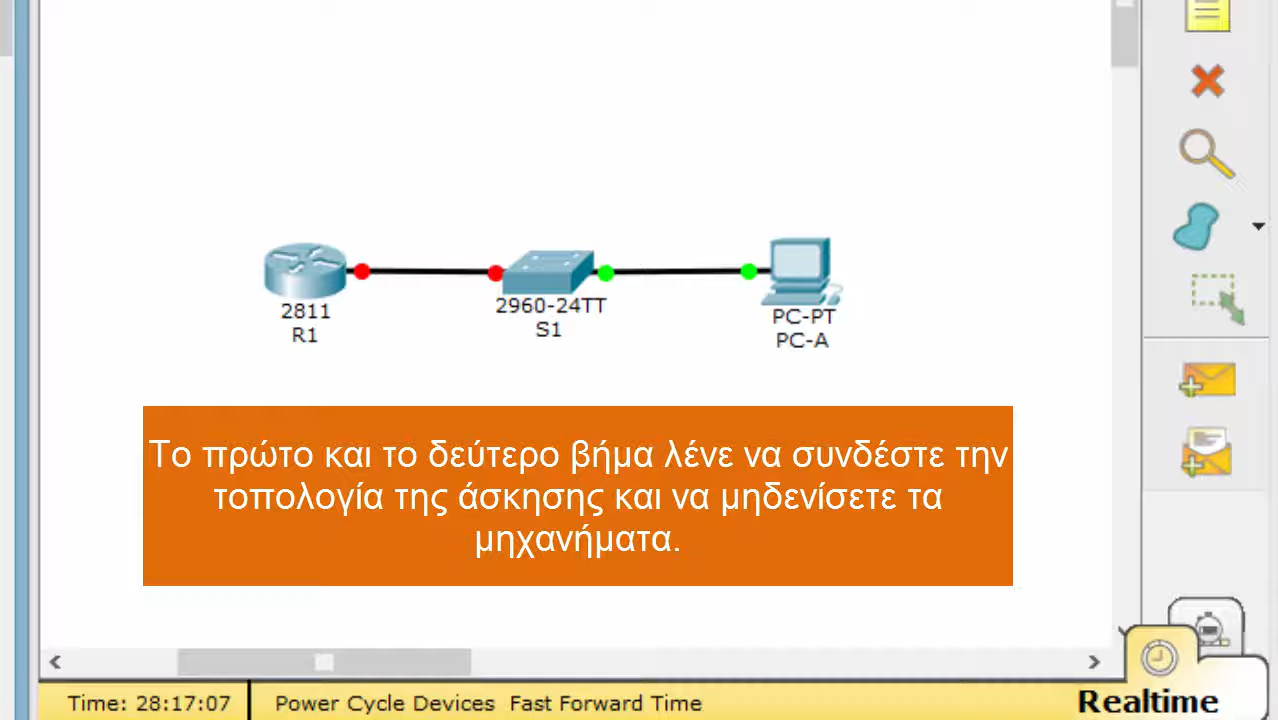 2811
R1
2960-24TT
S1
PC-PT
PC-A
Το πρώτο και το δεύτερο βήμα λένε να συνδέστε την
τοπολογία της άσκησης και να μηδενίσετε τα
μηχανήματα.
Time: 28:17:07
Power Cycle Devices Fast Forward Time
Realtime